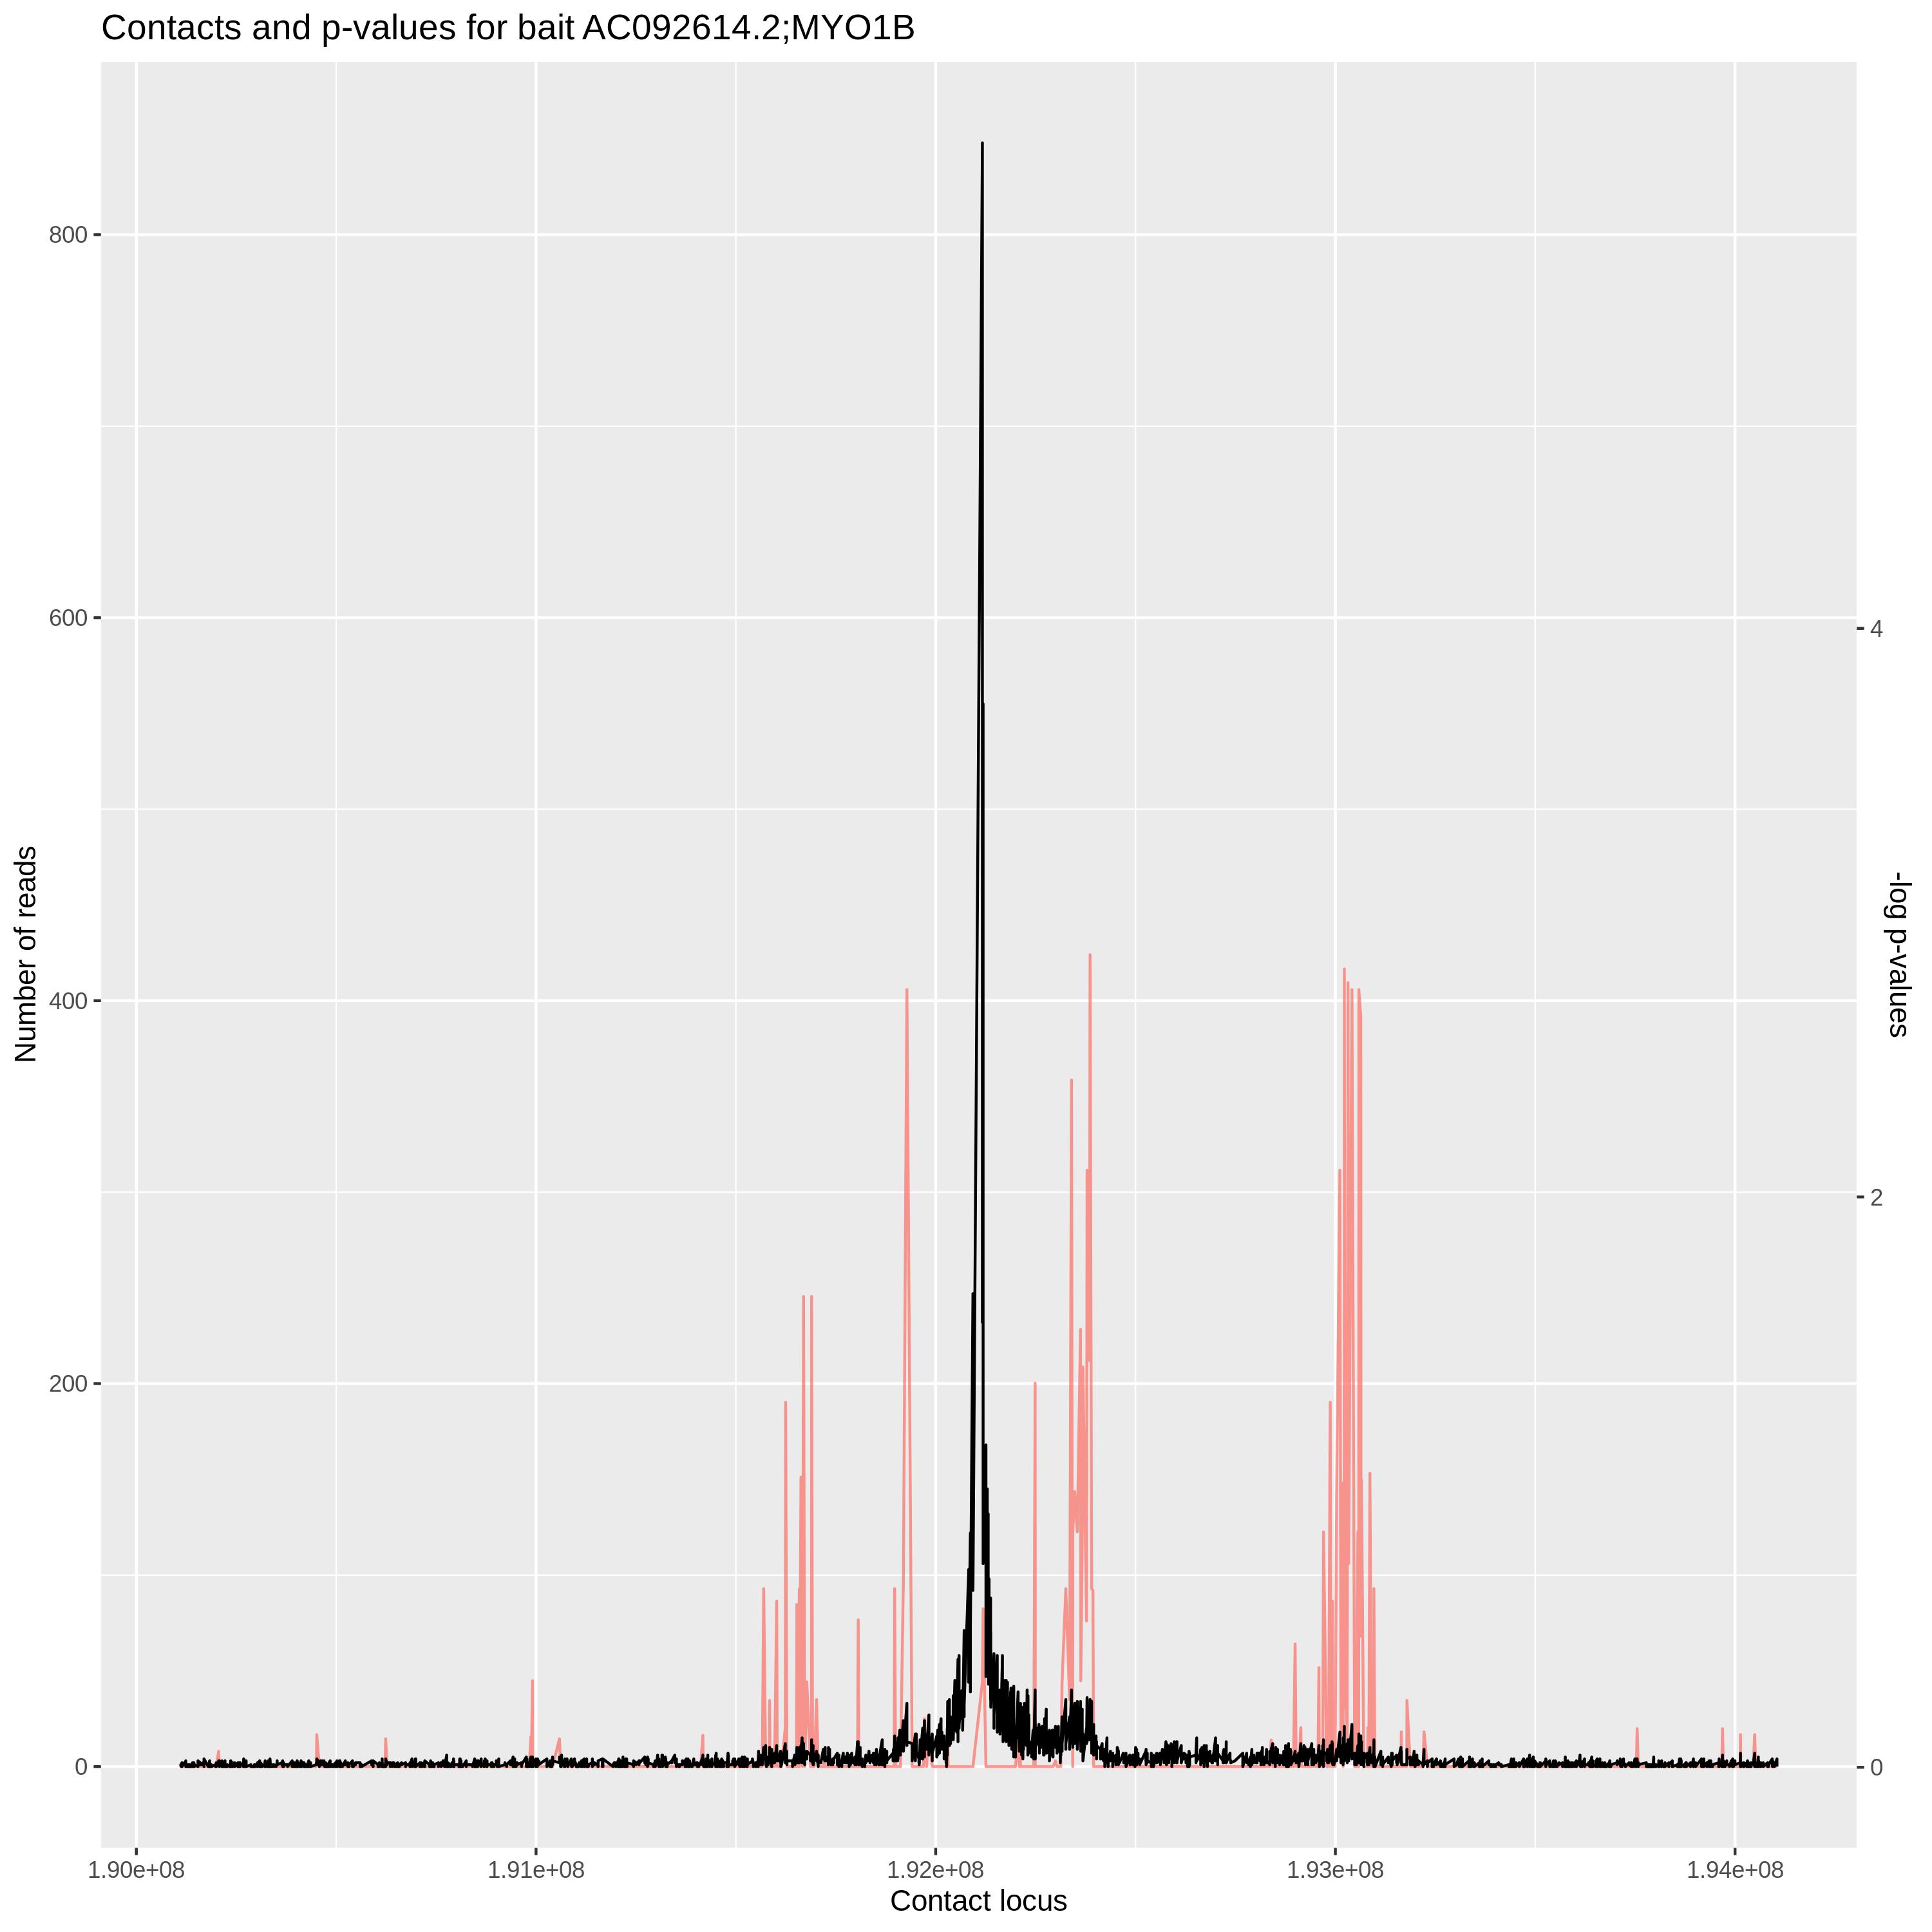 Contacts and p-values for bait AC092614.2;MYO1B
800
600
400
200
0
Number of reads
4
2
0
-log p-values
1.90e+08
1.91e+08
1.92e+08
1.93e+08
1.94e+08
Contact locus